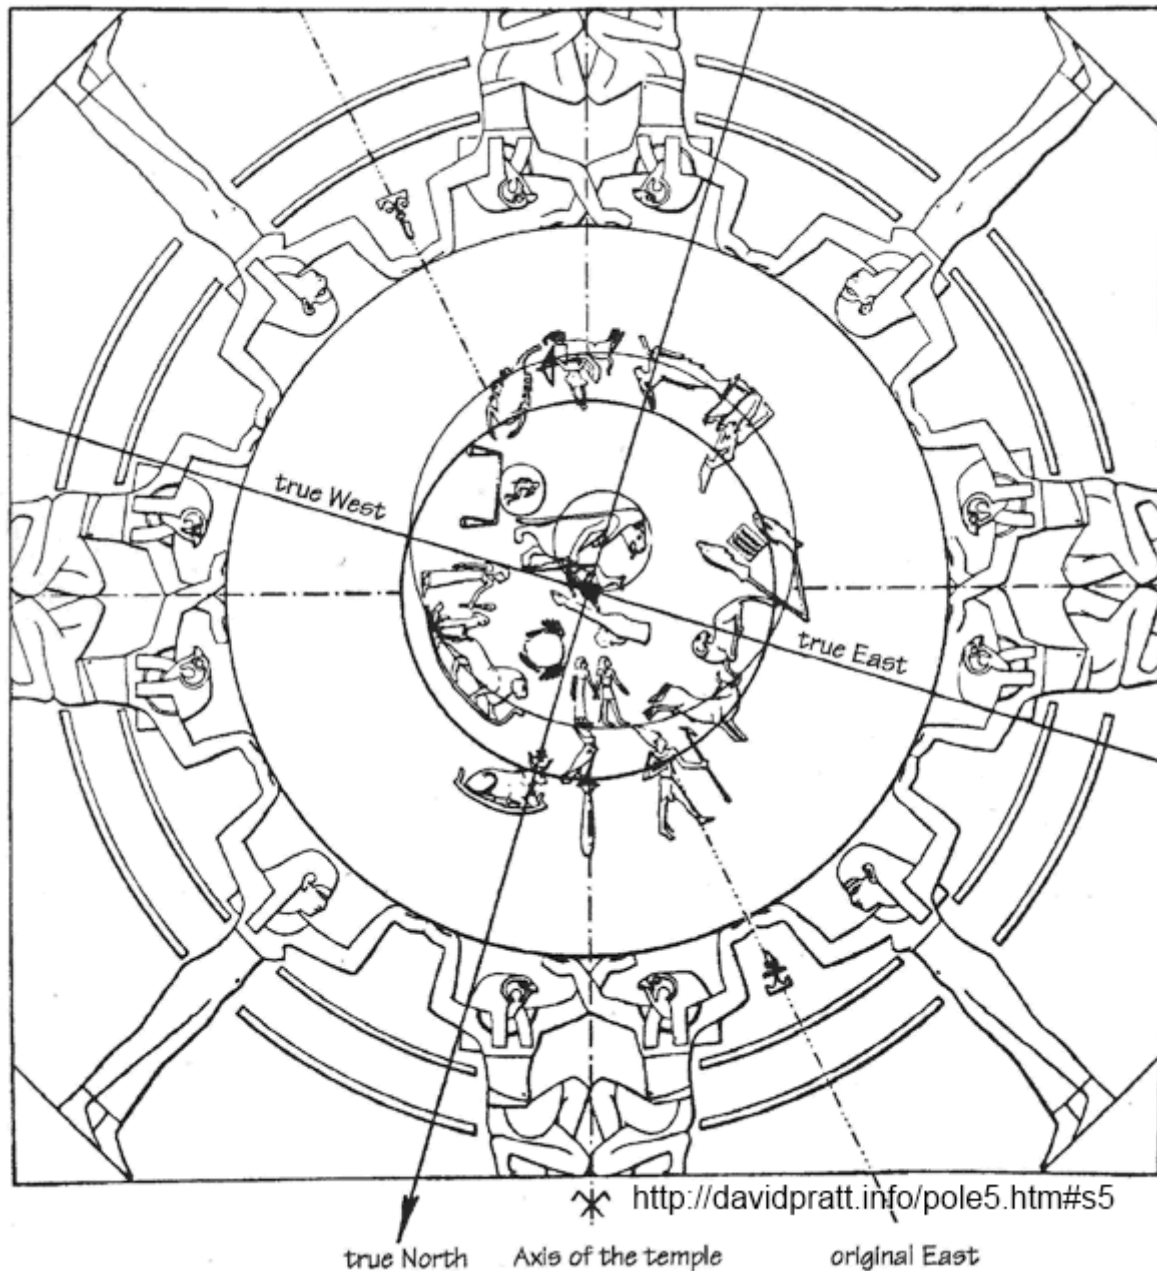 true West
true East
http://davidpratt.info/pole5.htm#s5
true North
Axis of the temple
original East